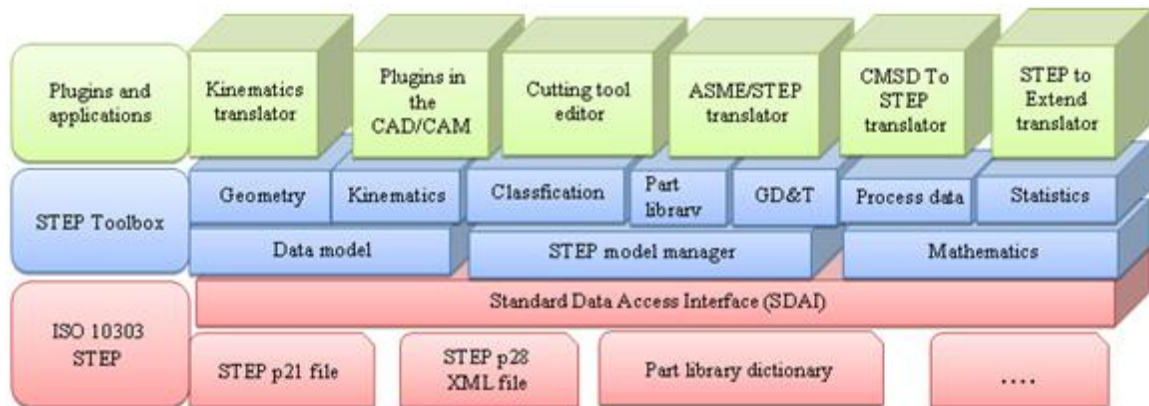 Plugins and
applications
Kinematics
translator
Plugins in
the
CAD/CAM
Cutting tool
editor
ASME/STEP
translator
CMSD To
STEP
translator
STEP to
Extend
translator
STEP Toolbox
Geometry
Kinematics
Classfication
Part
library
GD&T
Process data
Statistics
Data model
STEP model manager
Mathematics
ISO 10303
STEP
Standard Data Access Interface (SDAI)
STEP p21 file
STEP p28
XML file
Part library dictionary
....